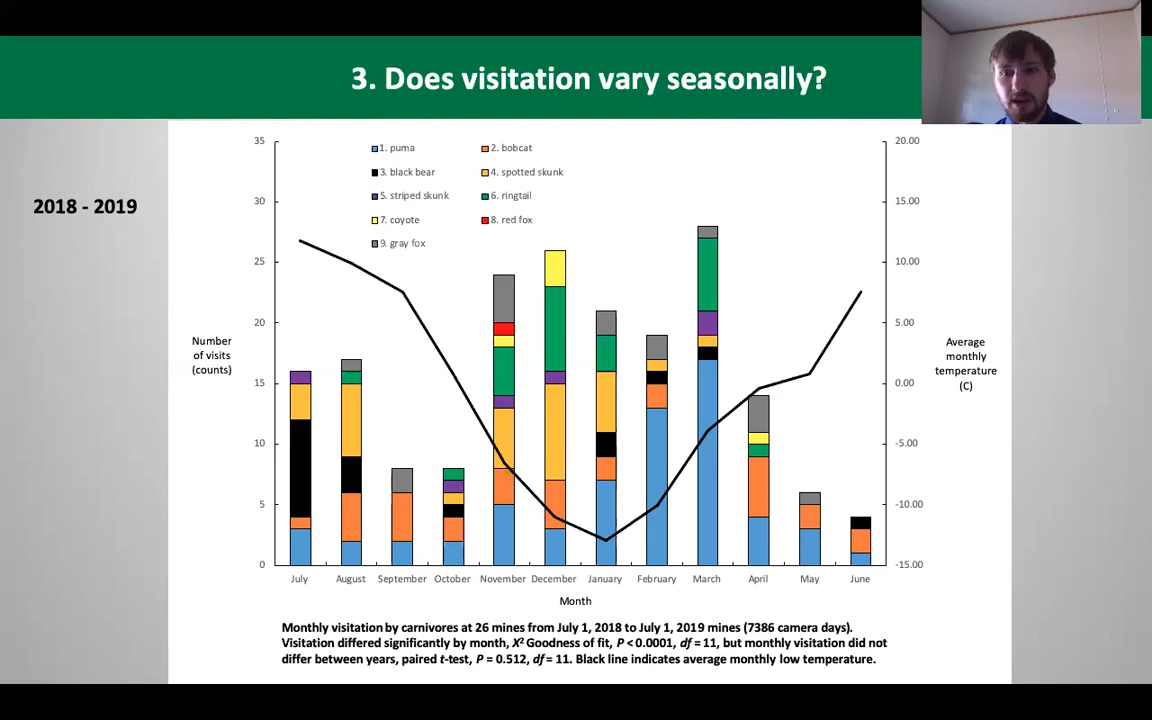 3. Does visitation vary seasonally?
2018 - 2019
35
30
25
20
15
10
5
0
1. puma
2. bobcat
3. black bear
4. spotted skunk
5. striped skunk
6. ringtail
7. coyote
8. red fox
9. gray fox
20.00
15.00
10.00
5.00
0.00
-5.00
-10.00
-15.00
Number
of visits
(counts)
Average
monthly
temperature
(C)
July August September October November December January February March April May June
Month
Monthly visitation by carnivores at 26 mines from July 1, 2018 to July 1, 2019 mines (7386 camera days).
Visitation differed significantly by month, X² Goodness of fit, P < 0.0001, df = 11, but monthly visitation did not
differ between years, paired t-test, P = 0.512, df = 11. Black line indicates average monthly low temperature.